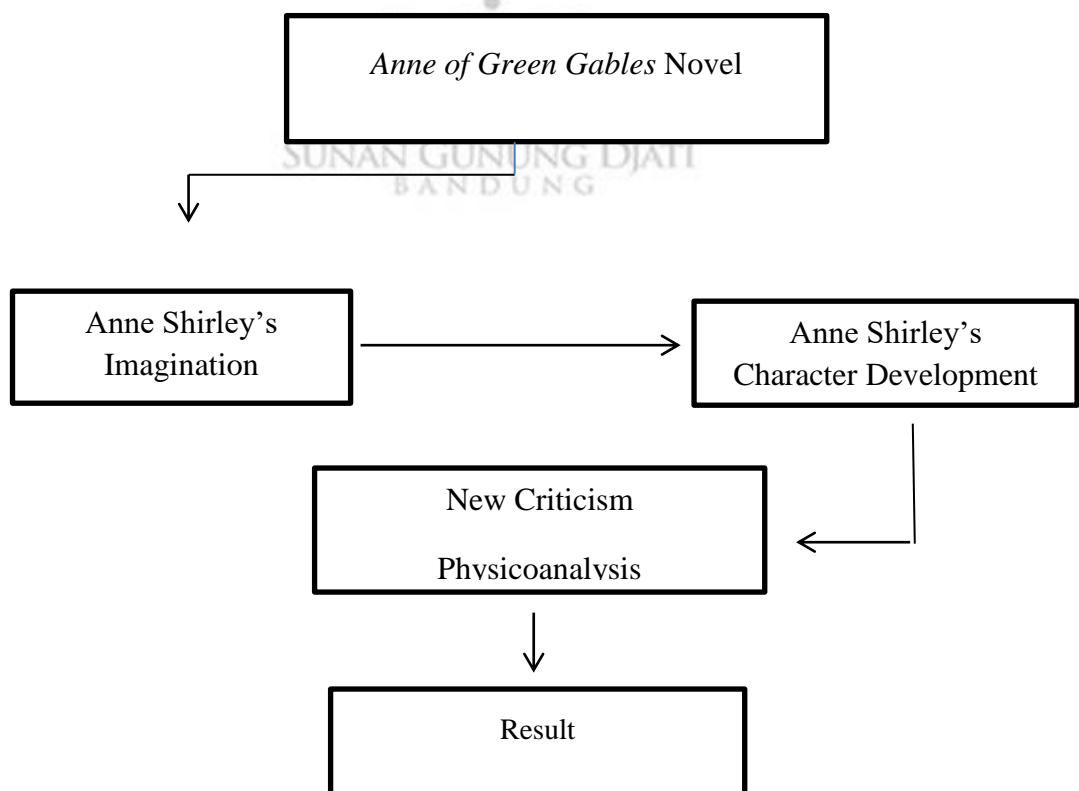 Anne of Green Gables Novel
SUNAN GUNUNG DJATI
BANDUNG
Anne Shirley’s
Imagination
Anne Shirley’s
Character Development
New Criticism
Physicoanalysis
Result